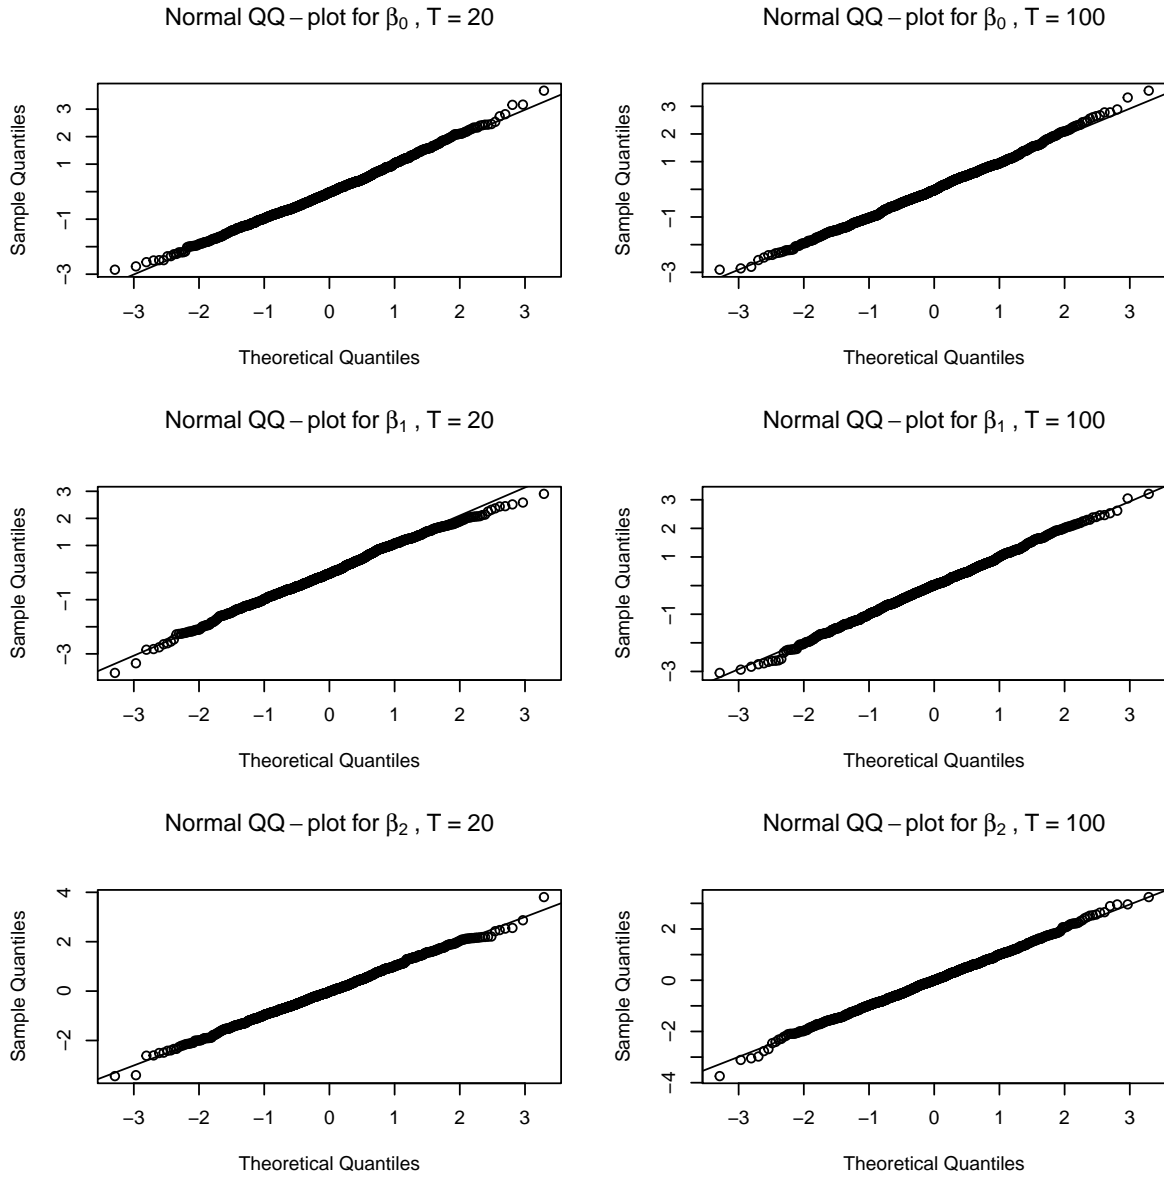 Normal QQ − plot for β0 , T = 20
Sample Quantiles
3
2
1
−1
−3
−3 −2 −1 0 1 2 3
Theoretical Quantiles
Normal QQ − plot for β0 , T = 100
Sample Quantiles
3
2
1
−1
−3
−3 −2 −1 0 1 2 3
Theoretical Quantiles
Normal QQ − plot for β1 , T = 20
Sample Quantiles
3
2
1
−1
−3
−3 −2 −1 0 1 2 3
Theoretical Quantiles
Normal QQ − plot for β1 , T = 100
Sample Quantiles
3
2
1
−1
−3
−3 −2 −1 0 1 2 3
Theoretical Quantiles
Normal QQ − plot for β2 , T = 20
Sample Quantiles
4
2
0
−2
−3 −2 −1 0 1 2 3
Theoretical Quantiles
Normal QQ − plot for β2 , T = 100
Sample Quantiles
2
0
−2
−4
−3 −2 −1 0 1 2 3
Theoretical Quantiles